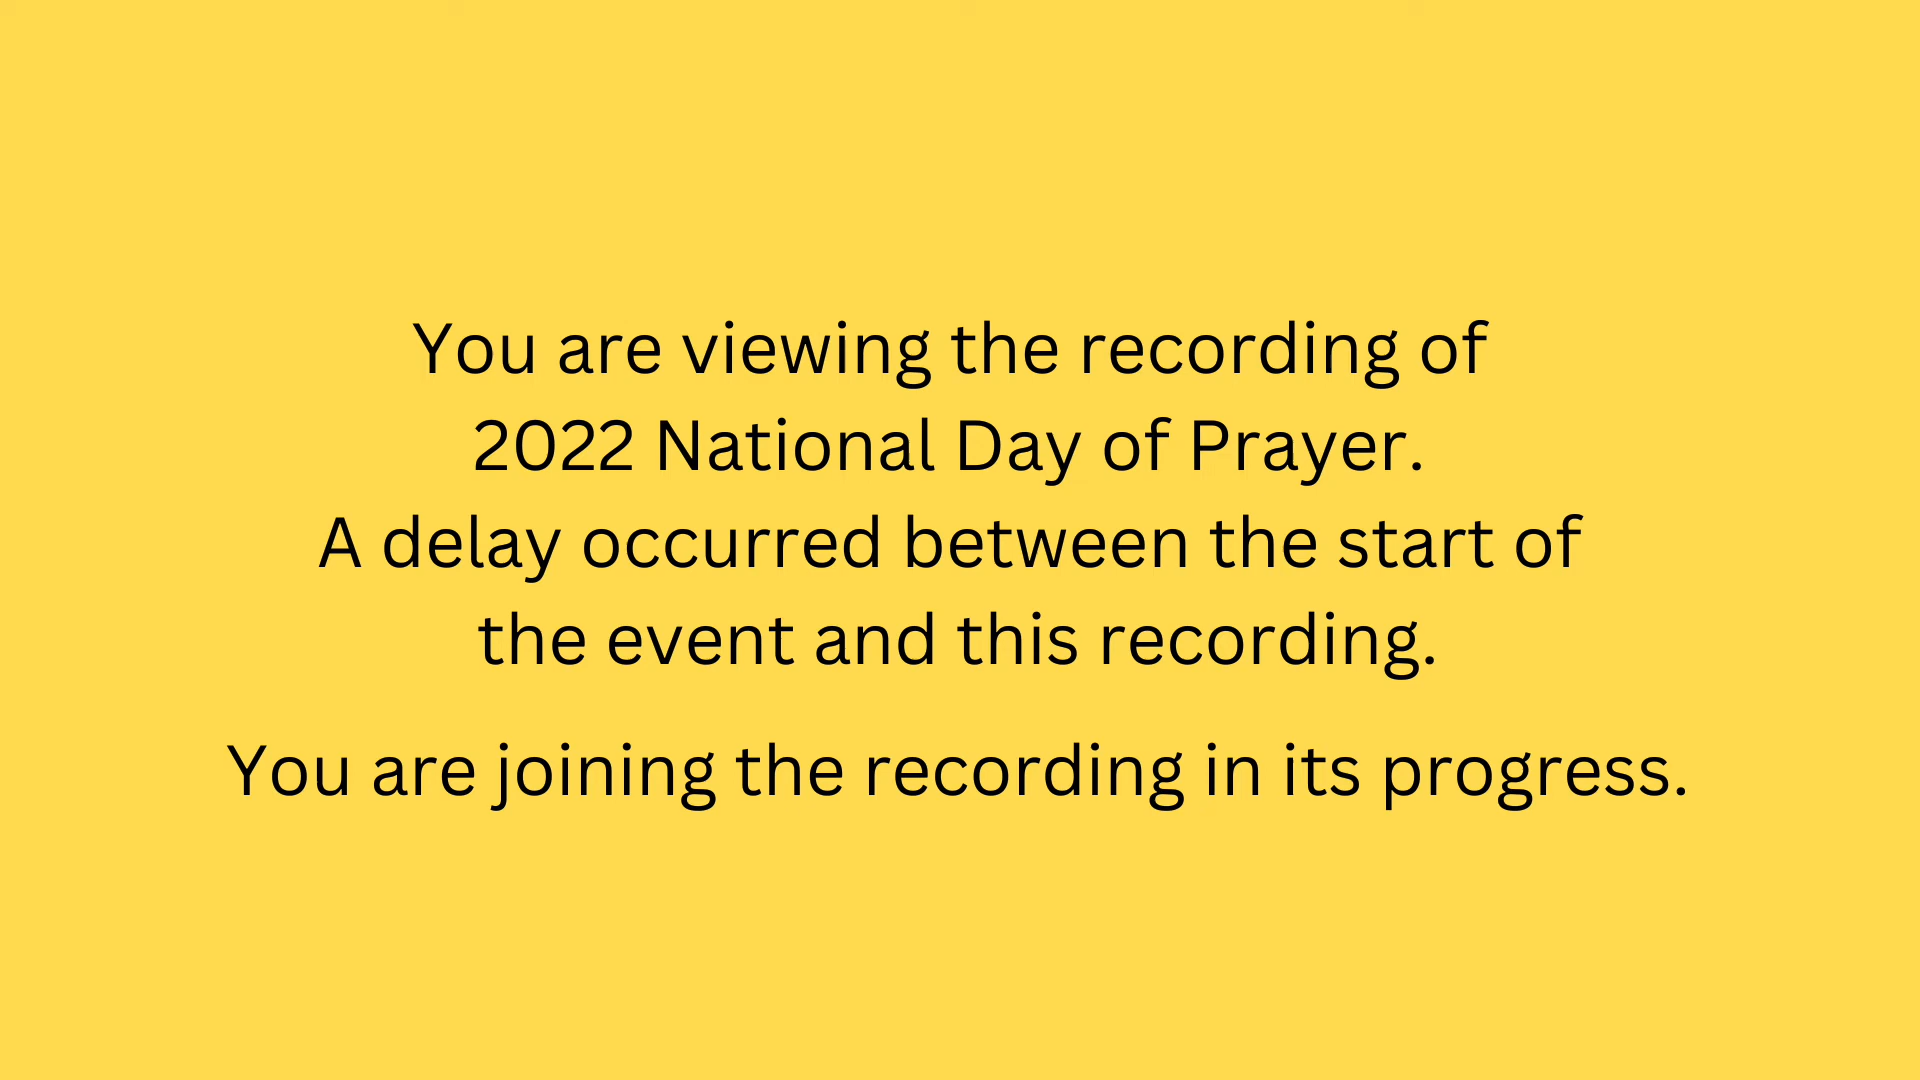 You are viewing the recording of
2022 National Day of Prayer.
A delay occurred between the start of
the event and this recording.
You are joining the recording in its progress.